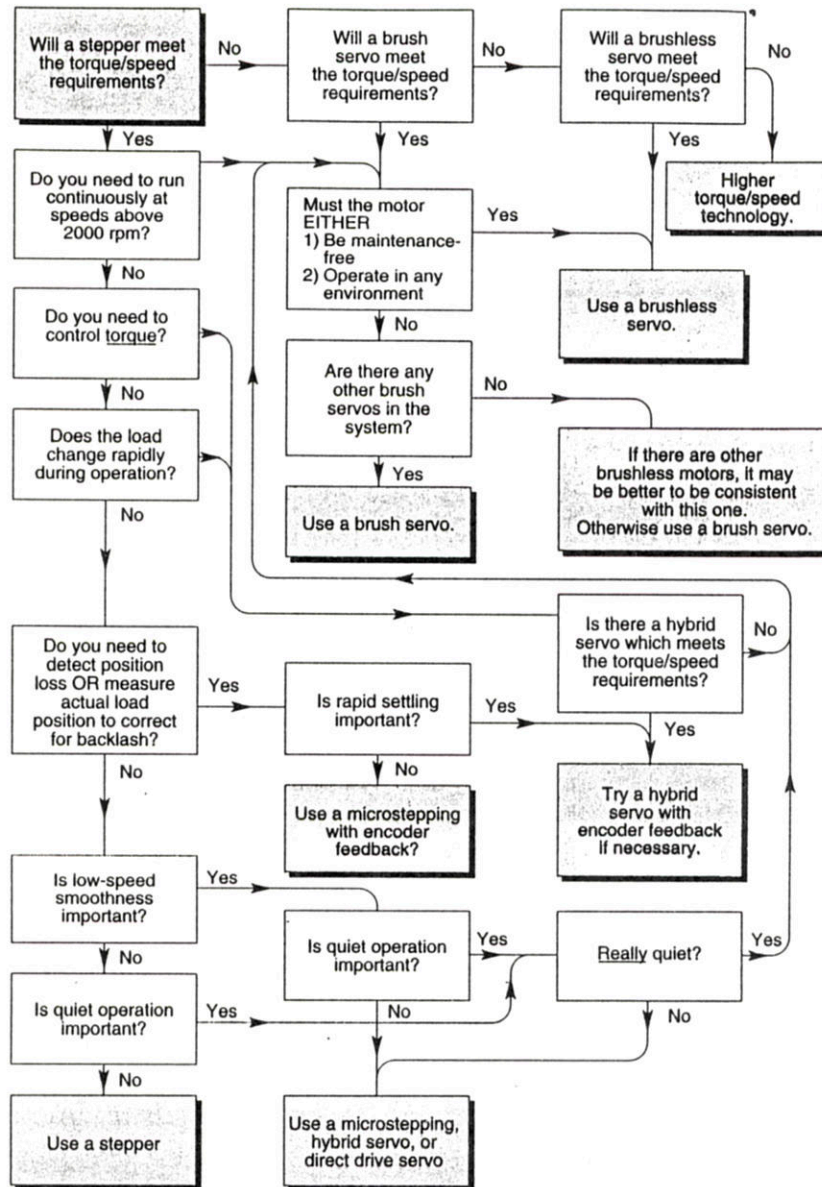 Will a stepper meet
the torque/speed
requirements?
No
Will a brush
servo meet
the torque/speed
requirements?
No
Will a brushless
servo meet
the torque/speed
requirements?
No
Yes
Yes
Yes
Do you need to run
continuously at
speeds above
2000 rpm?
Must the motor
EITHER
1) Be maintenance-
free
2) Operate in any
environment
Yes
Higher
torque/speed
technology.
No
Do you need to
control torque?
No
Use a brushless
servo.
No
Are there any
other brush
servos in the
system?
No
Does the load
change rapidly
during operation?
Yes
If there are other
brushless motors, it may
be better to be consistent
with this one.
Otherwise use a brush servo.
No
Use a brush servo.
Do you need to
detect position
loss OR measure
actual load
position to correct
for backlash?
Yes
Is rapid settling
important?
Yes
Is there a hybrid
servo which meets
the torque/speed
requirements?
No
Yes
No
No
Use a microstepping
with encoder
feedback?
Try a hybrid
servo with
encoder feedback
if necessary.
Is low-speed
smoothness
important?
Yes
Is quiet operation
important?
Yes
Really quiet?
Yes
No
Is quiet operation
important?
Yes
No
No
No
Use a stepper
Use a microstepping,
hybrid servo, or
direct drive servo